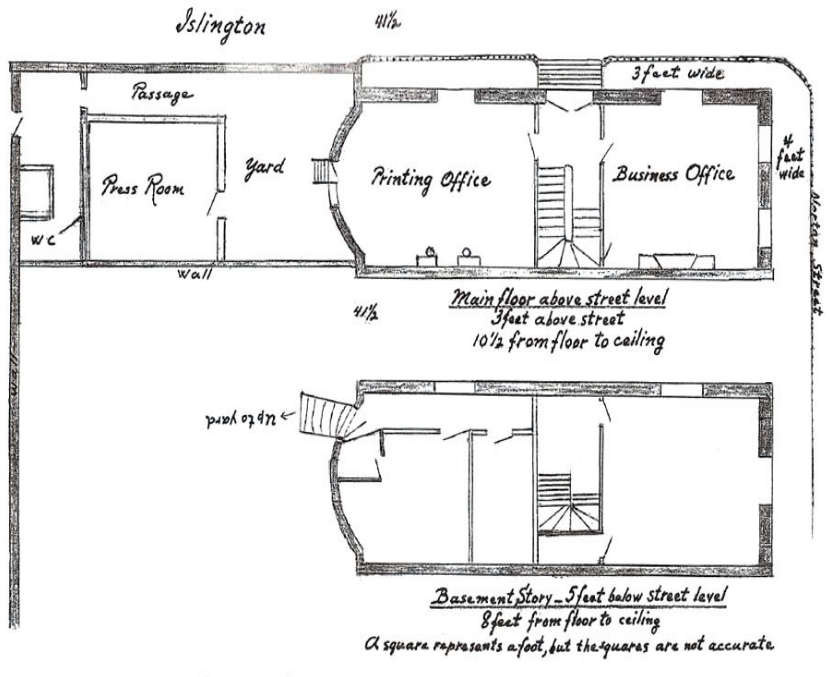 Islington
41½
3 feet wide
Passage
Press Room
Yard
Printing Office
Business Office
4
feet
wide
WC
Wall
Norton Street
Main floor above street level
3 feet above street
10½ from floor to ceiling
41½
Wall
Up to yard
Basement Story - 5 feet below street level
8 feet from floor to ceiling
A square represents a foot, but the squares are not accurate